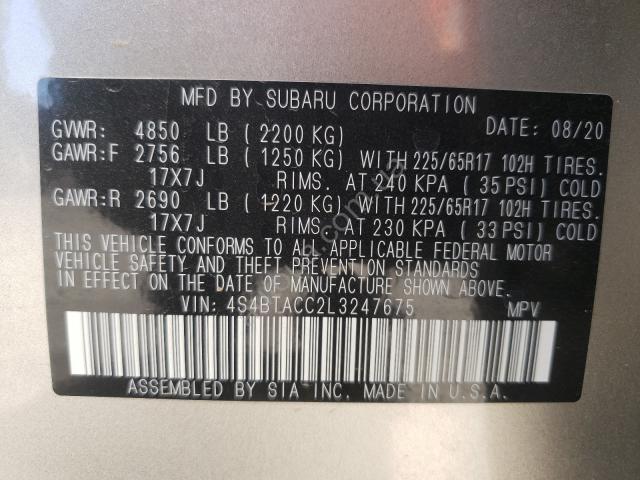 MFD BY SUBARU CORPORATION DATE: 08/20
GVWR: 4850 LB (2200 KG)
GAWR:F 2756 LB (1250 KG) WITH 225/65R17 102H TIRES.
17X7J RIMS. AT 240 KPA (35 PSI) COLD
GAWR:R 2690 LB (1220 KG) WITH 225/65R17 102H TIRES.
17X7J RIMS. AT 230 KPA (33 PSI) COLD
THIS VEHICLE CONFORMS TO ALL APPLICABLE FEDERAL MOTOR
VEHICLE SAFETY AND THEFT PREVENTION STANDARDS IN EFFECT
ON THE DATE OF MANUFACTURE SHOWN ABOVE.
VIN: 4S4BTACC2L3247675 MPV
ASSEMBLED BY SIA INC. MADE IN U.S.A.